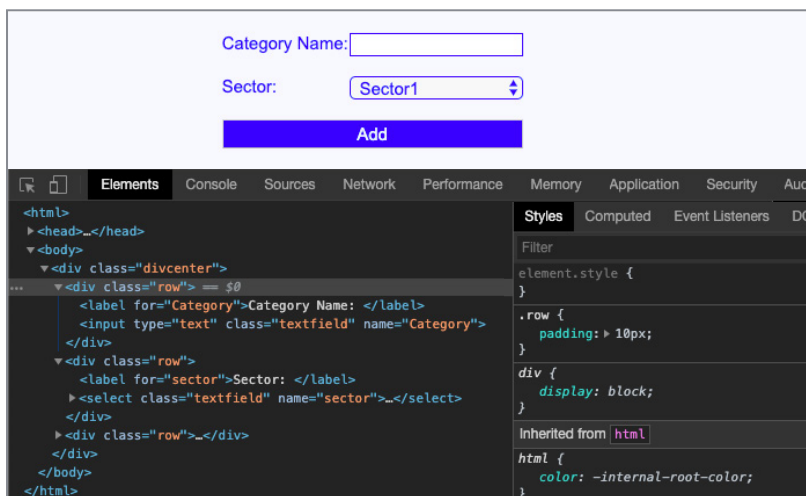 Category Name:
Sector: Sector1
Add
Elements Console Sources Network Performance Memory Application Security Aud
<html>
<head>…</head>
<body>
<div class="divcenter">
… <div class="row"> == $0
<label for="Category">Category Name: </label>
<input type="text" class="textfield" name="Category">
</div>
<div class="row">
<label for="sector">Sector: </label>
<select class="textfield" name="sector">…</select>
</div>
<div class="row">…</div>
</div>
</body>
</html>
Styles Computed Event Listeners DO
Filter
element.style {
}
.row {
padding: 10px;
}
div {
display: block;
}
Inherited from html
html {
color: -internal-root-color;
}